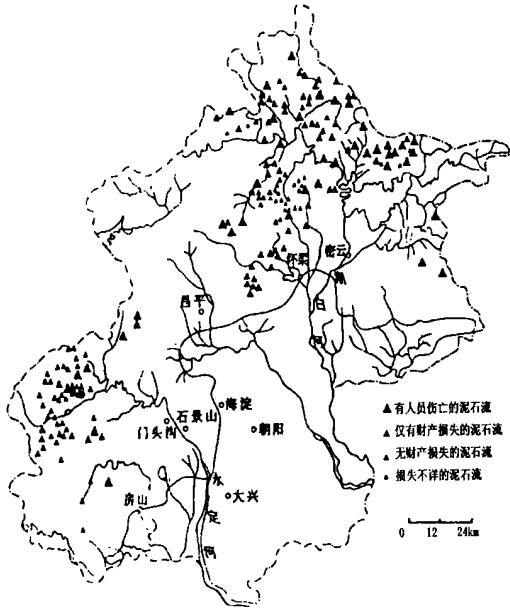 怀柔
密云
潮
白
河
昌平
海淀
石景山
门头沟
朝阳
房山
大兴
永
定
河
有人员伤亡的泥石流
仅有财产损失的泥石流
无财产损失的泥石流
损失不详的泥石流
0 12 24km